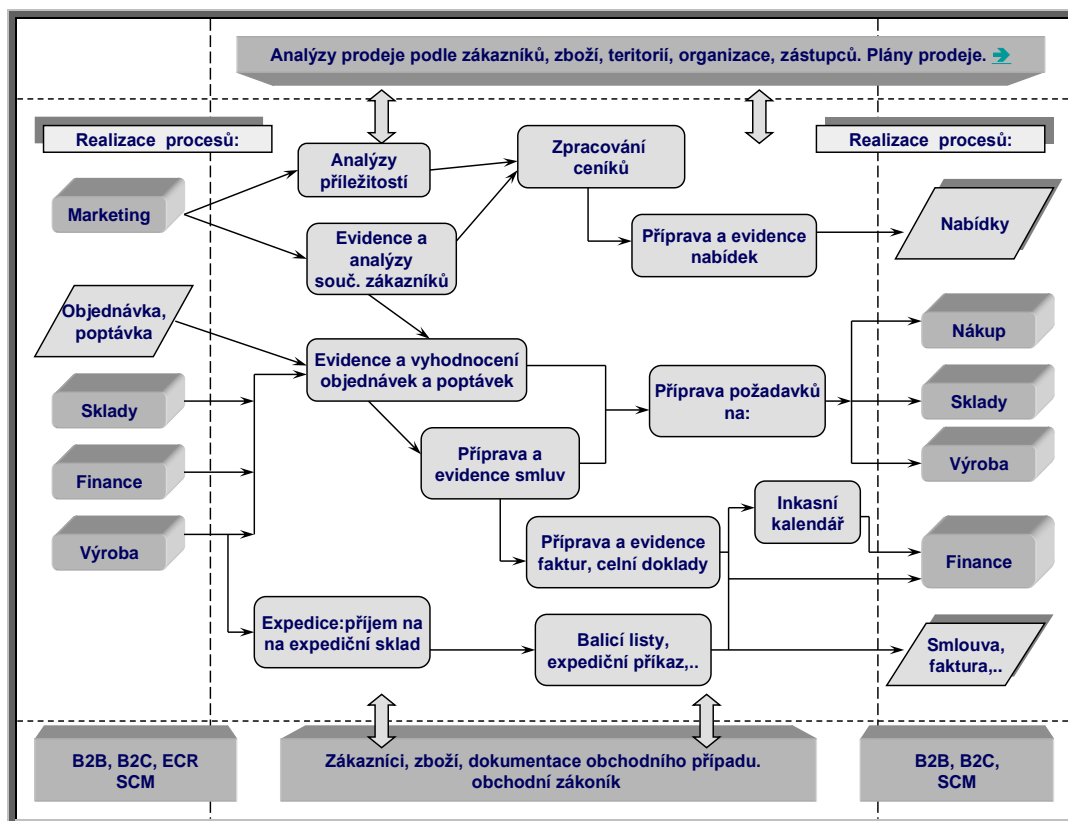 Analýzy prodeje podle zákazníků, zboží, teritorií, organizace, zástupců. Plány prodeje. ➔
Realizace procesů:
Realizace procesů:
Analýzy
příležitostí
Zpracování
ceníků
Marketing
Nabídky
Evidence a
analýzy
souč. zákazníků
Příprava a evidence
nabídek
Objednávka,
poptávka
Nákup
Evidence a vyhodnocení
objednávek a poptávek
Příprava požadavků
na:
Sklady
Sklady
Příprava a
evidence smluv
Výroba
Finance
Inkasní
kalendář
Výroba
Příprava a evidence
faktur, celní doklady
Finance
Expedice:příjem na
na expediční sklad
Balicí listy,
expediční příkaz,..
Smlouva,
faktura,..
B2B, B2C, ECR
SCM
Zákazníci, zboží, dokumentace obchodního případu.
obchodní zákoník
B2B, B2C,
SCM